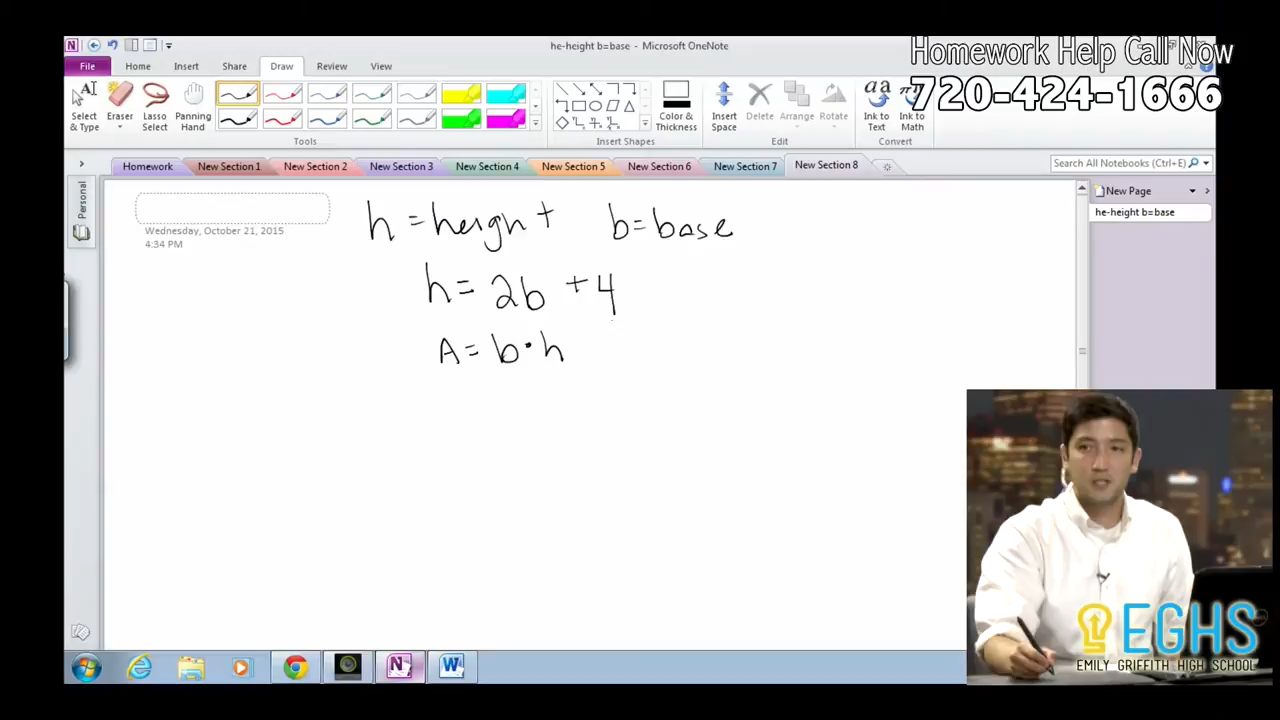 he-height b=base - Microsoft OneNote
Homework Help Call Now
720-424-1666
File Home Insert Share Draw Review View
Select & Type
Eraser
Lasso Select
Panning Hand
Color & Thickness
Insert Space
Delete
Arrange
Rotate
Ink to Text
Ink to Math
Tools
Insert Shapes
Edit
Convert
Homework New Section 1 New Section 2 New Section 3 New Section 4 New Section 5 New Section 6 New Section 7 New Section 8
Search All Notebooks (Ctrl+E)
Personal
New Page
he-height b=base
Wednesday, October 21, 2015
4:34 PM
h = height b = base
h = 2b + 4
A = b · h
EGHS
EMILY GRIFFITH HIGH SCHOOL